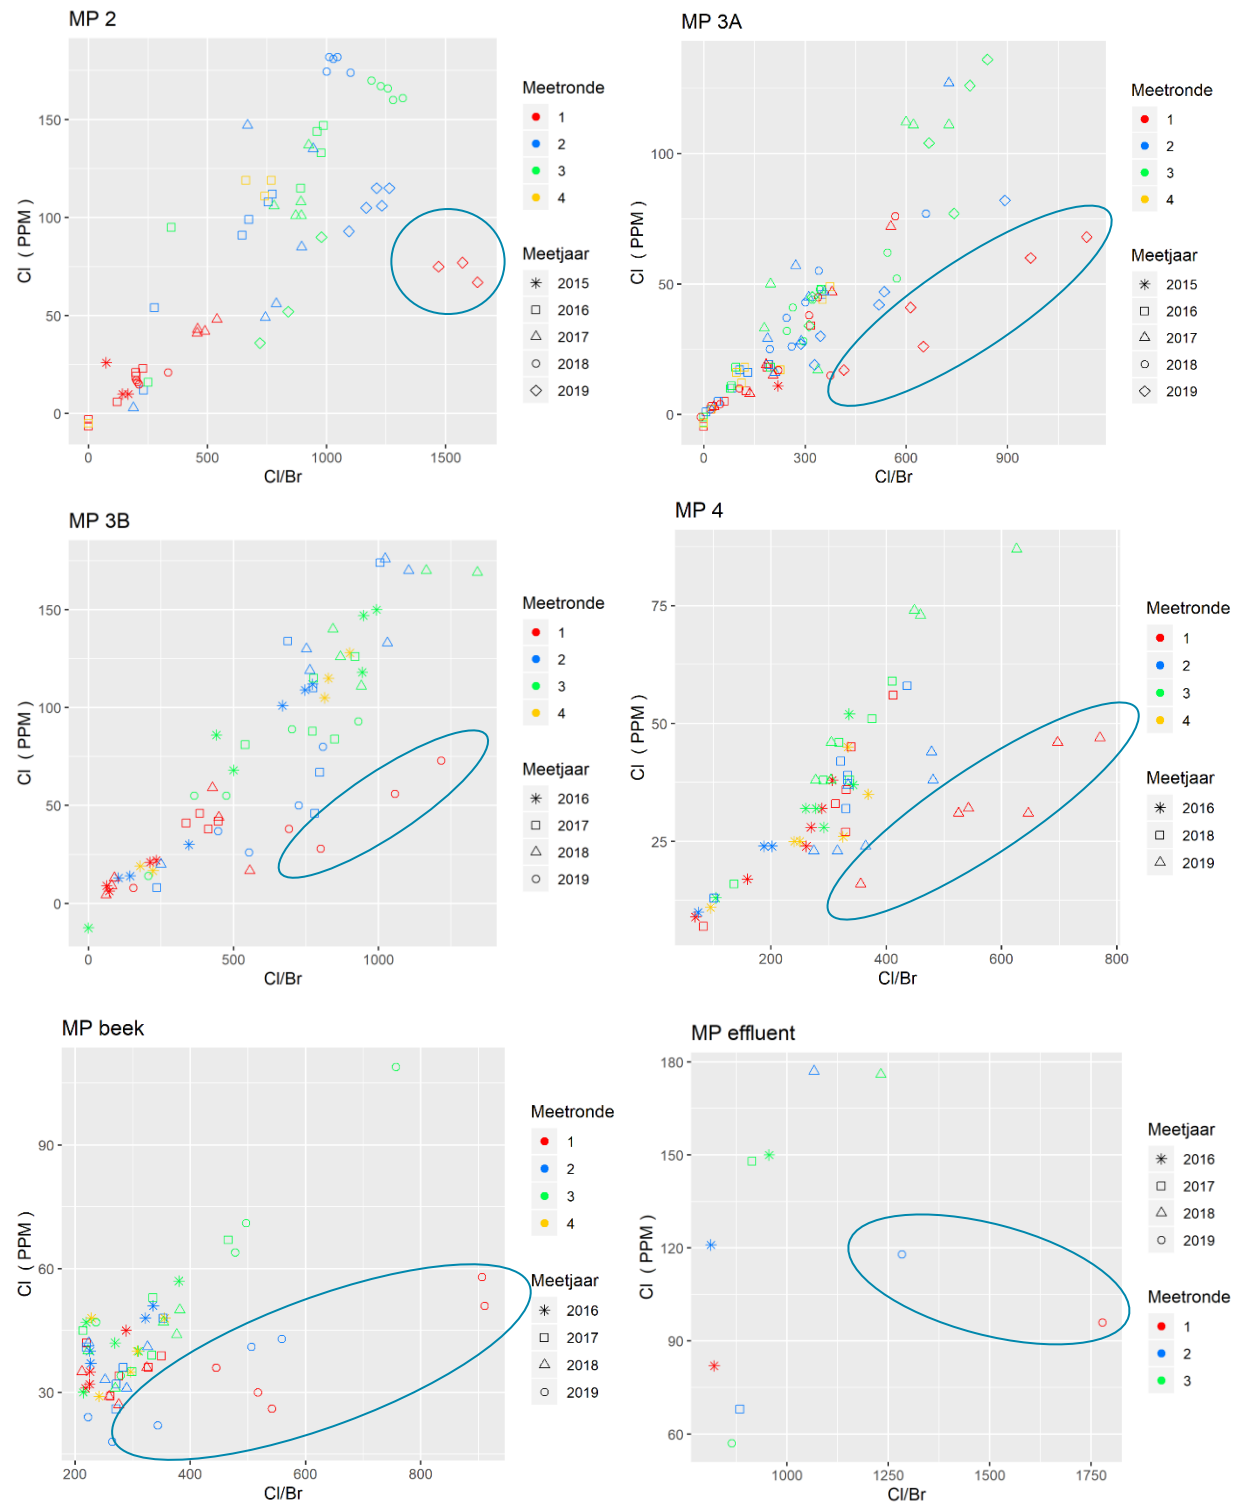 MP 2
Cl ( PPM )
150
100
50
0
0 500 1000 1500
Cl/Br
Meetronde
1
2
3
4
Meetjaar
2015
2016
2017
2018
2019
MP 3A
Cl ( PPM )
100
50
0
0 300 600 900
Cl/Br
Meetronde
1
2
3
4
Meetjaar
2015
2016
2017
2018
2019
MP 3B
Cl ( PPM )
150
100
50
0
0 500 1000
Cl/Br
Meetronde
1
2
3
4
Meetjaar
2016
2017
2018
2019
MP 4
Cl ( PPM )
75
50
25
200 400 600 800
Cl/Br
Meetronde
1
2
3
4
Meetjaar
2016
2018
2019
MP beek
Cl ( PPM )
90
60
30
200 400 600 800
Cl/Br
Meetronde
1
2
3
4
Meetjaar
2016
2017
2018
2019
MP effluent
Cl ( PPM )
180
150
120
90
60
1000 1250 1500 1750
Cl/Br
Meetjaar
2016
2017
2018
2019
Meetronde
1
2
3